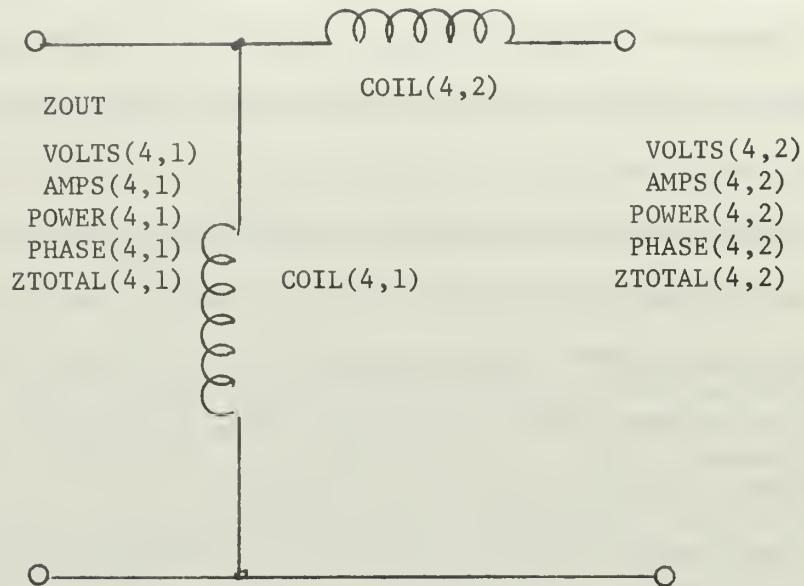 COIL(4,2)
ZOUT
VOLTS(4,1)
AMPS(4,1)
POWER(4,1)
PHASE(4,1)
ZTOTAL(4,1)
COIL(4,1)
VOLTS(4,2)
AMPS(4,2)
POWER(4,2)
PHASE(4,2)
ZTOTAL(4,2)